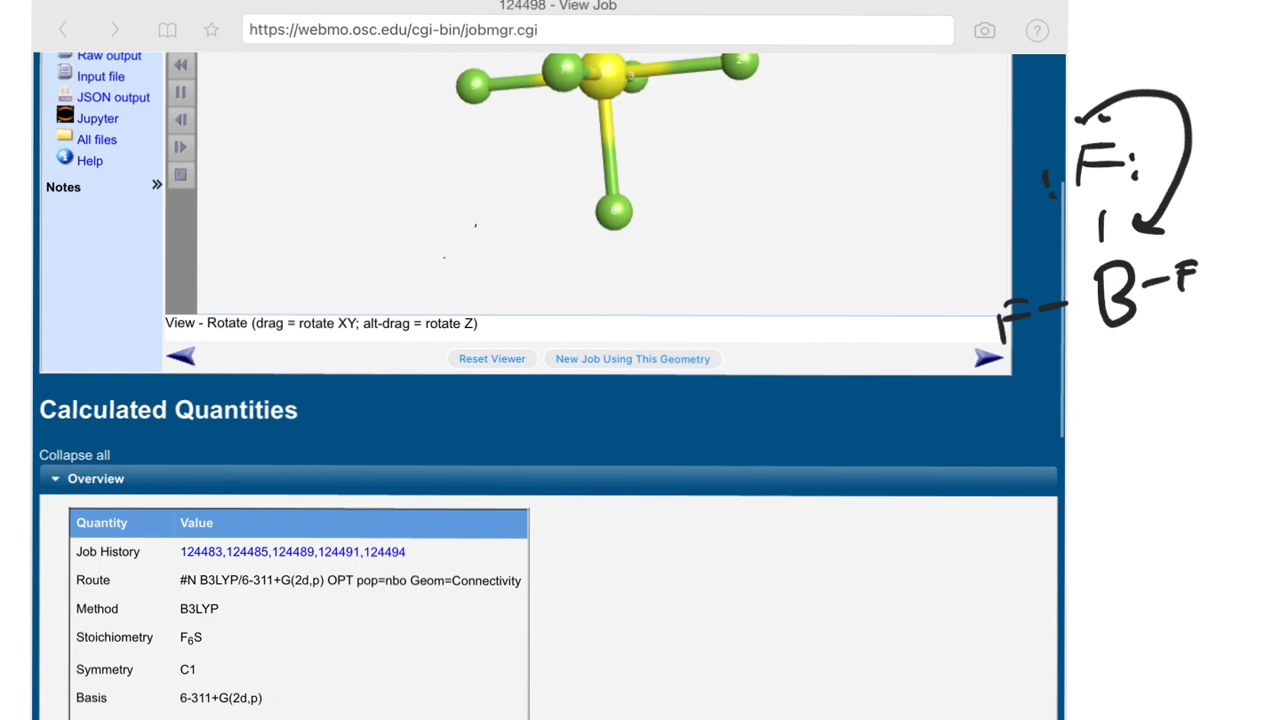 124498 - View Job
https://webmo.osc.edu/cgi-bin/jobmgr.cgi
?
Raw output
Input file
JSON output
Jupyter
All files
Help
Notes
View - Rotate (drag = rotate XY; alt-drag = rotate Z)
Reset Viewer
New Job Using This Geometry
Calculated Quantities
Collapse all
Overview
Quantity Value
Job History 124483,124485,124489,124491,124494
Route #N B3LYP/6-311+G(2d,p) OPT pop=nbo Geom=Connectivity
Method B3LYP
Stoichiometry F6S
Symmetry C1
Basis 6-311+G(2d,p)
F:
F-B-F